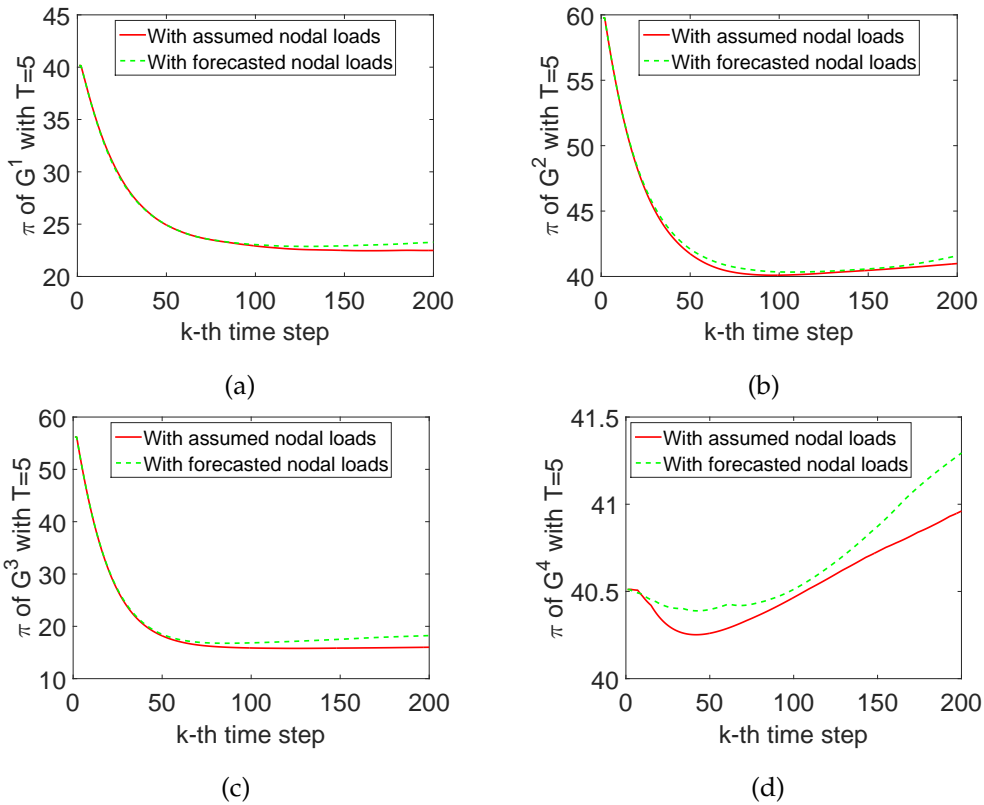 45
40
35
30
25
20
0 50 100 150 200
k-th time step
π of G^1 with T=5
With assumed nodal loads
With forecasted nodal loads
(a)
60
55
50
45
40
0 50 100 150 200
k-th time step
π of G^2 with T=5
With assumed nodal loads
With forecasted nodal loads
(b)
60
50
40
30
20
10
0 50 100 150 200
k-th time step
π of G^3 with T=5
With assumed nodal loads
With forecasted nodal loads
(c)
41.5
41
40.5
40
0 50 100 150 200
k-th time step
π of G^4 with T=5
With assumed nodal loads
With forecasted nodal loads
(d)